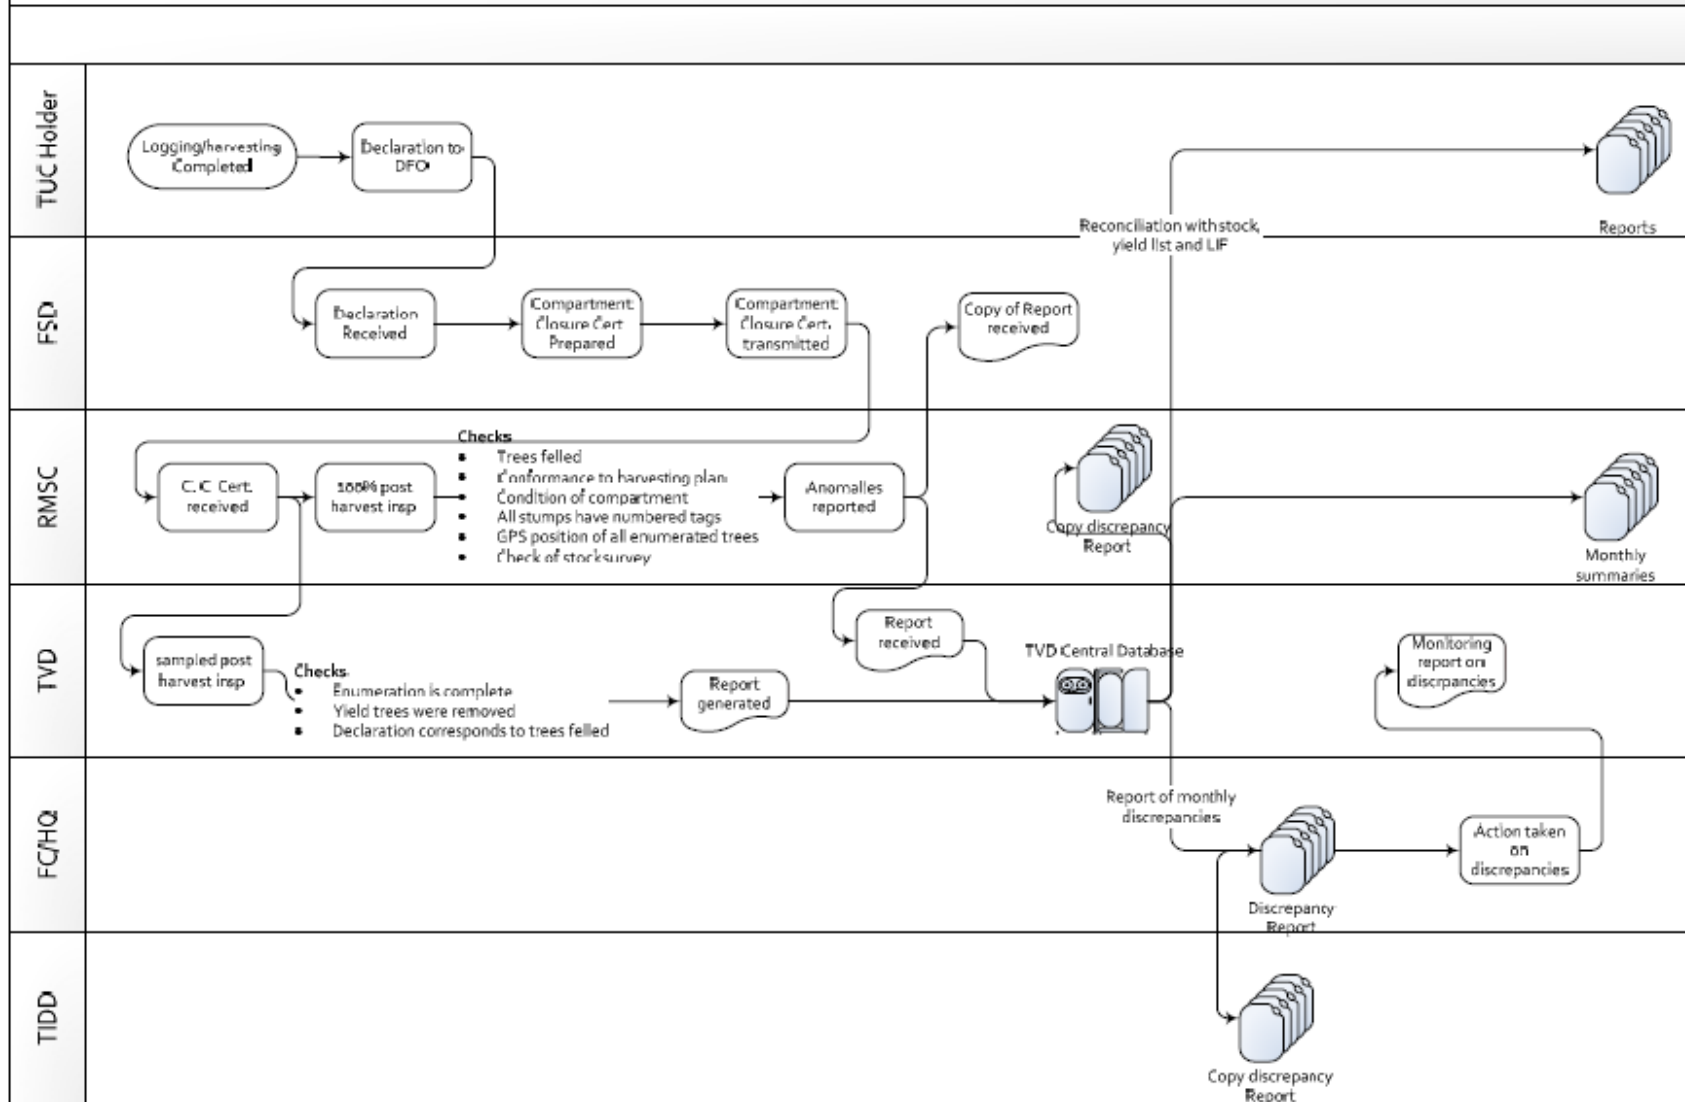 TUC Holder
Logging/harvesting
Completed
Declaration to
DFO
Reports
Reconciliation with stock,
yield list and LIF
FSD
Declaration
Received
Compartment
Closure Cert
Prepared
Compartment
Closure Cert.
transmitted
Copy of Report
received
RMSC
C.C Cert.
received
100% post
harvest insp
Checks
• Trees felled
• Conformance to harvesting plan
• Condition of compartment
• All stumps have numbered tags
• GPS position of all enumerated trees
• Check of stock survey
Anomalies
reported
Copy discrepancy
Report
Monthly
summaries
TVD
sampled post
harvest insp
Checks
• Enumeration is complete
• Yield trees were removed
• Declaration corresponds to trees felled
Report
generated
Report
received
TVD Central Database
Monitoring
report on
discrpancies
FC/HQ
Report of monthly
discrepancies
Discrepancy
Report
Action taken
on
discrepancies
TIDD
Copy discrepancy
Report